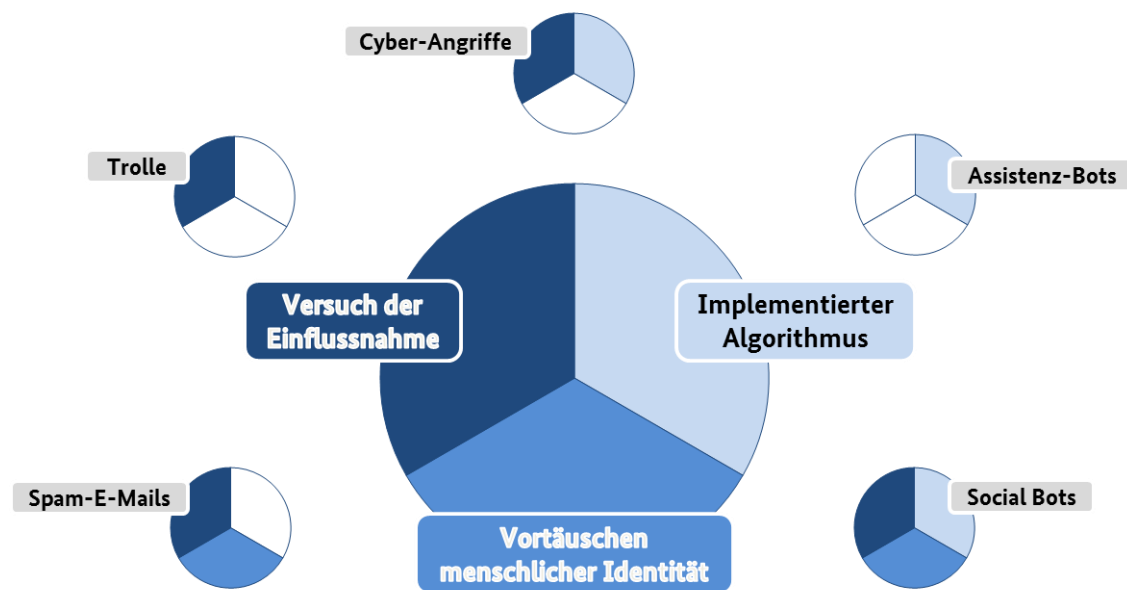 Cyber-Angriffe
Trolle
Assistenz-Bots
Versuch der
Einflussnahme
Implementierter
Algorithmus
Spam-E-Mails
Social Bots
Vortäuschen
menschlicher Identität